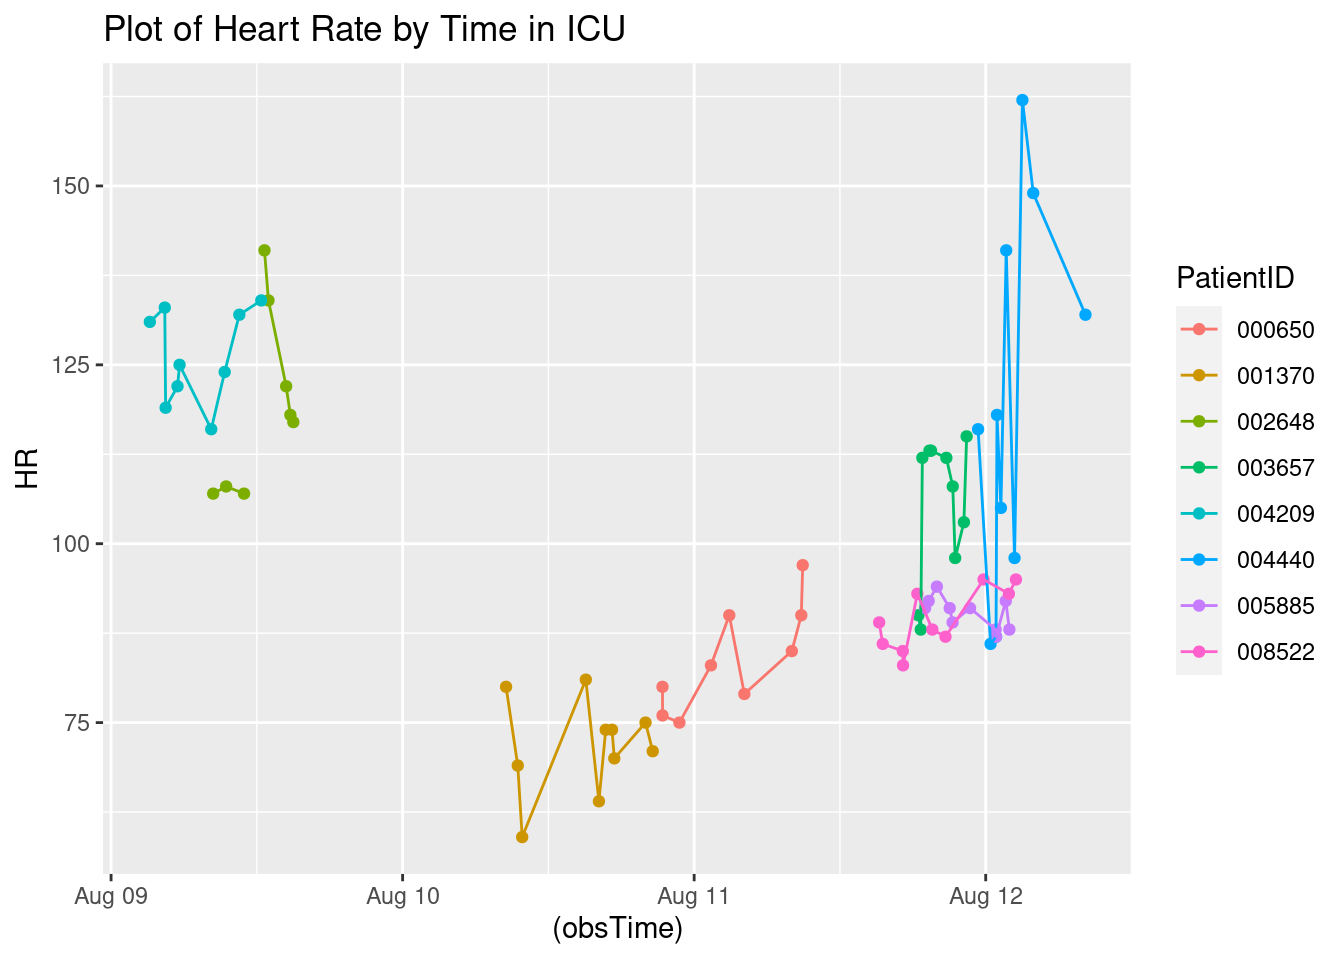 Plot of Heart Rate by Time in ICU
HR
150
125
100
75
Aug 09
Aug 10
Aug 11
Aug 12
(obsTime)
PatientID
000650
001370
002648
003657
004209
004440
005885
008522